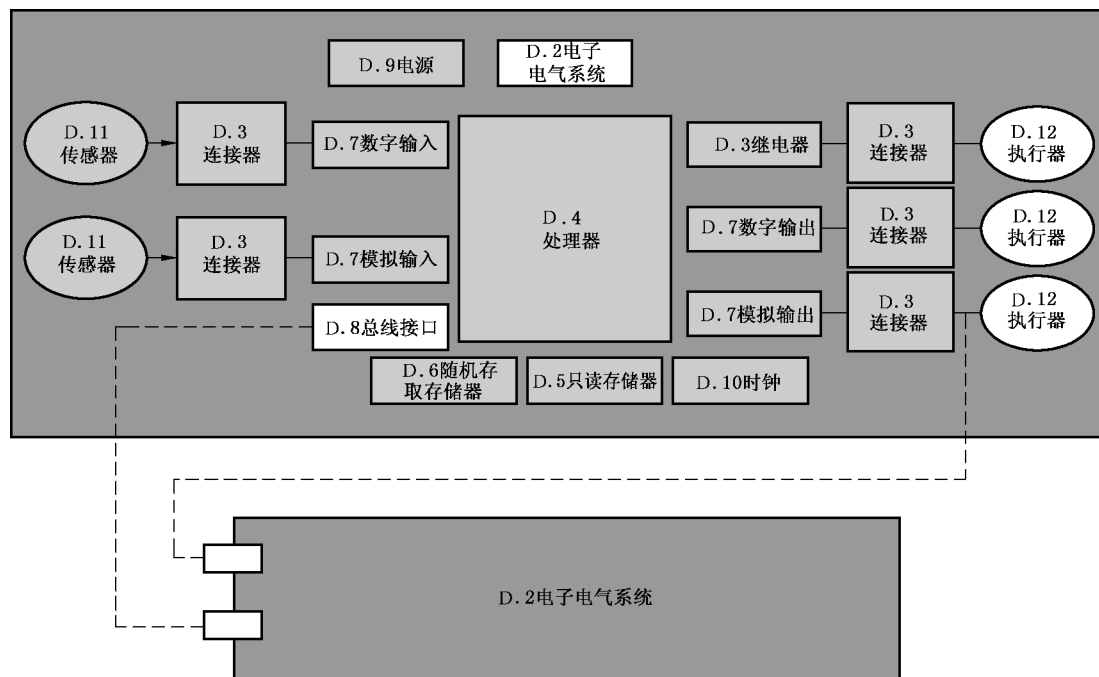 D.9电源
D.2电子
电气系统
D.11
传感器
D.3
连接器
D.7数字输入
D.4
处理器
D.3继电器
D.3
连接器
D.12
执行器
D.11
传感器
D.3
连接器
D.7模拟输入
D.7数字输出
D.3
连接器
D.12
执行器
D.8总线接口
D.7模拟输出
D.3
连接器
D.12
执行器
D.6随机存
取存储器
D.5只读存储器
D.10时钟
D.2电子电气系统